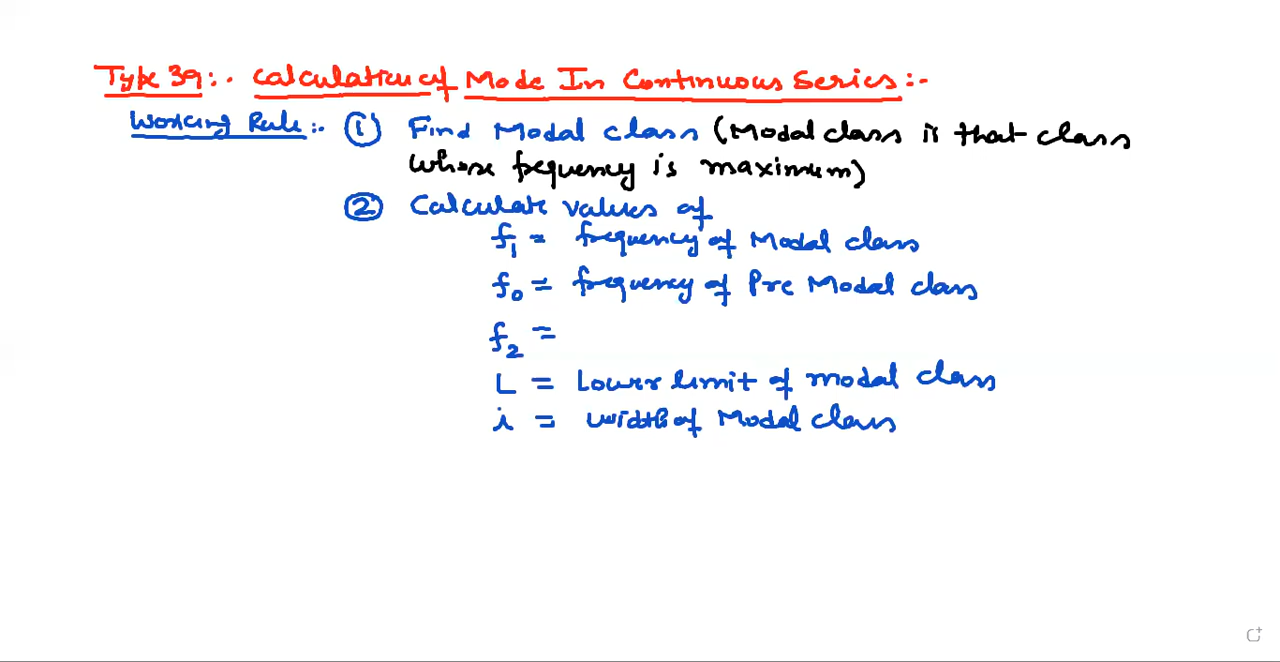 Type 39:- Calculation of Mode In Continuous Series:-
Working Rule:- ① Find Modal class (Modal class is that class
whose frequency is maximum)
② Calculate values of
f₁ = frequency of Modal class
f₀ = frequency of Pre Modal class
f₂ =
L = Lower limit of modal class
i = width of Modal class